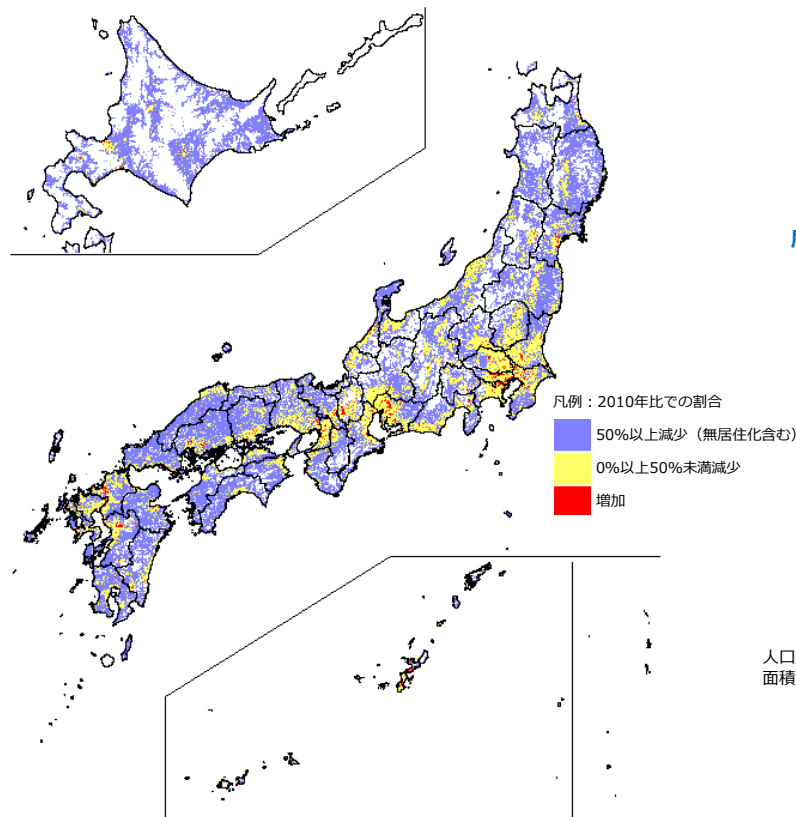 凡例：2010年比での割合
50%以上減少（無居住化含む）
0%以上50%未満減少
増加
人口
面積